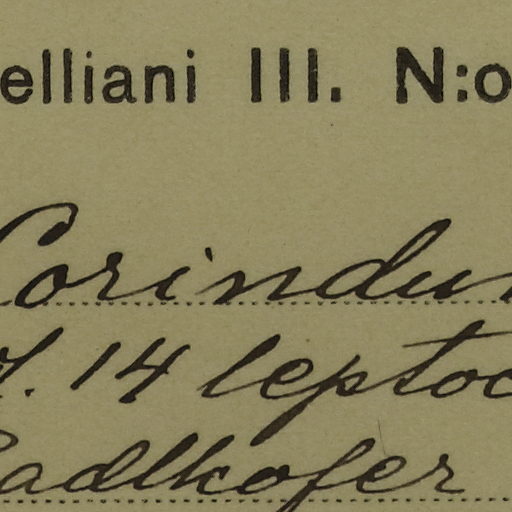 elliani III. N:o
Corindu
f. 14 leptoc
Radlkofer